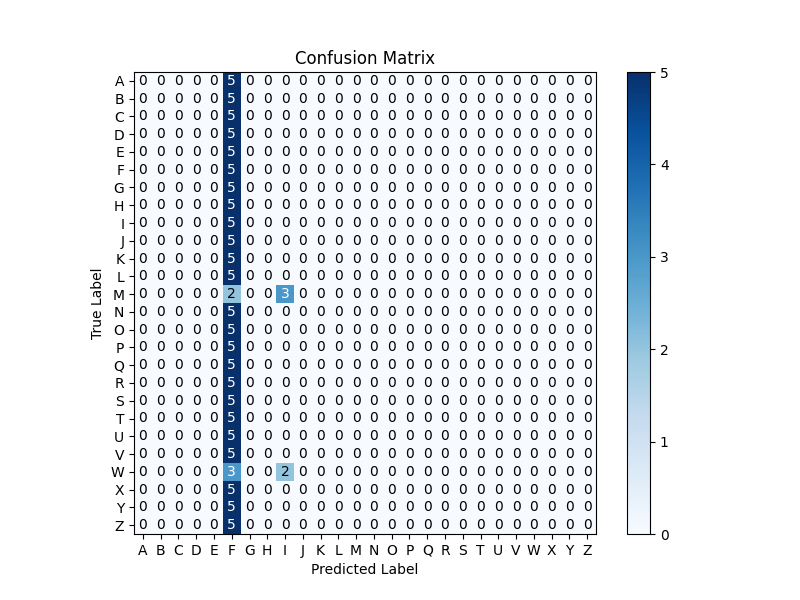 Confusion Matrix
True Label
A 0 0 0 0 0 5 0 0 0 0 0 0 0 0 0 0 0 0 0 0 0 0 0 0 0 0
B 0 0 0 0 0 5 0 0 0 0 0 0 0 0 0 0 0 0 0 0 0 0 0 0 0 0
C 0 0 0 0 0 5 0 0 0 0 0 0 0 0 0 0 0 0 0 0 0 0 0 0 0 0
D 0 0 0 0 0 5 0 0 0 0 0 0 0 0 0 0 0 0 0 0 0 0 0 0 0 0
E 0 0 0 0 0 5 0 0 0 0 0 0 0 0 0 0 0 0 0 0 0 0 0 0 0 0
F 0 0 0 0 0 5 0 0 0 0 0 0 0 0 0 0 0 0 0 0 0 0 0 0 0 0
G 0 0 0 0 0 5 0 0 0 0 0 0 0 0 0 0 0 0 0 0 0 0 0 0 0 0
H 0 0 0 0 0 5 0 0 0 0 0 0 0 0 0 0 0 0 0 0 0 0 0 0 0 0
I 0 0 0 0 0 5 0 0 0 0 0 0 0 0 0 0 0 0 0 0 0 0 0 0 0 0
J 0 0 0 0 0 5 0 0 0 0 0 0 0 0 0 0 0 0 0 0 0 0 0 0 0 0
K 0 0 0 0 0 5 0 0 0 0 0 0 0 0 0 0 0 0 0 0 0 0 0 0 0 0
L 0 0 0 0 0 5 0 0 0 0 0 0 0 0 0 0 0 0 0 0 0 0 0 0 0 0
M 0 0 0 0 0 2 0 0 3 0 0 0 0 0 0 0 0 0 0 0 0 0 0 0 0 0
N 0 0 0 0 0 5 0 0 0 0 0 0 0 0 0 0 0 0 0 0 0 0 0 0 0 0
O 0 0 0 0 0 5 0 0 0 0 0 0 0 0 0 0 0 0 0 0 0 0 0 0 0 0
P 0 0 0 0 0 5 0 0 0 0 0 0 0 0 0 0 0 0 0 0 0 0 0 0 0 0
Q 0 0 0 0 0 5 0 0 0 0 0 0 0 0 0 0 0 0 0 0 0 0 0 0 0 0
R 0 0 0 0 0 5 0 0 0 0 0 0 0 0 0 0 0 0 0 0 0 0 0 0 0 0
S 0 0 0 0 0 5 0 0 0 0 0 0 0 0 0 0 0 0 0 0 0 0 0 0 0 0
T 0 0 0 0 0 5 0 0 0 0 0 0 0 0 0 0 0 0 0 0 0 0 0 0 0 0
U 0 0 0 0 0 5 0 0 0 0 0 0 0 0 0 0 0 0 0 0 0 0 0 0 0 0
V 0 0 0 0 0 5 0 0 0 0 0 0 0 0 0 0 0 0 0 0 0 0 0 0 0 0
W 0 0 0 0 0 3 0 0 2 0 0 0 0 0 0 0 0 0 0 0 0 0 0 0 0 0
X 0 0 0 0 0 5 0 0 0 0 0 0 0 0 0 0 0 0 0 0 0 0 0 0 0 0
Y 0 0 0 0 0 5 0 0 0 0 0 0 0 0 0 0 0 0 0 0 0 0 0 0 0 0
Z 0 0 0 0 0 5 0 0 0 0 0 0 0 0 0 0 0 0 0 0 0 0 0 0 0 0
A B C D E F G H I J K L M N O P Q R S T U V W X Y Z
Predicted Label
5
4
3
2
1
0